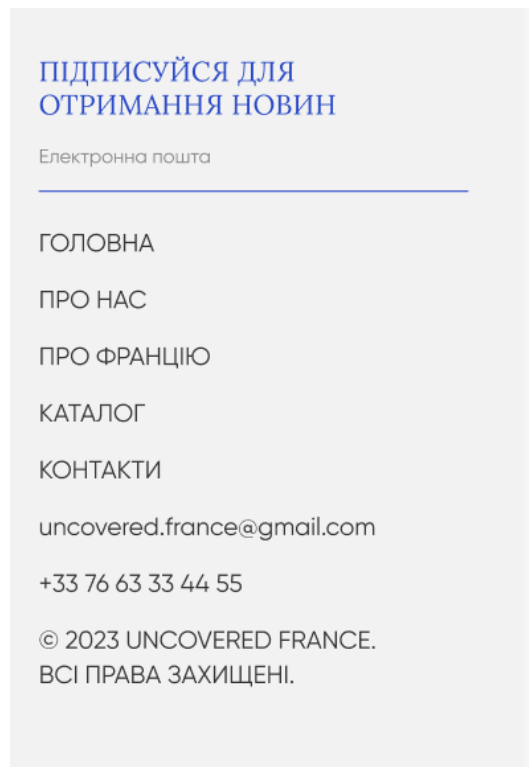 ПІДПИСУЙСЯ ДЛЯ
ОТРИМАННЯ НОВИН
Електронна пошта
ГОЛОВНА
ПРО НАС
ПРО ФРАНЦІЮ
КАТАЛОГ
КОНТАКТИ
uncovered.france@gmail.com
+33 76 63 33 44 55
© 2023 UNCOVERED FRANCE.
ВСІ ПРАВА ЗАХИЩЕНІ.